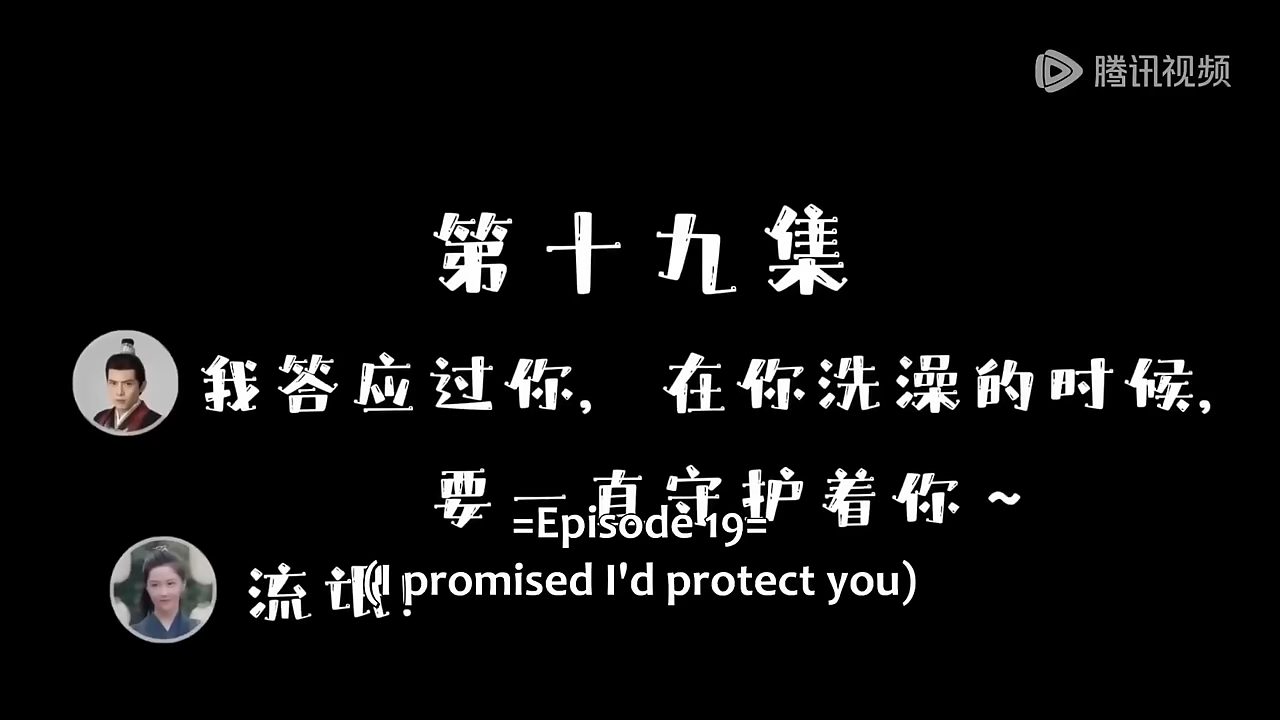 腾讯视频
第十九集
我答应过你，在你洗澡的时候，
要一直守护着你~
=Episode 19=
(I promised I'd protect you)
流氓！